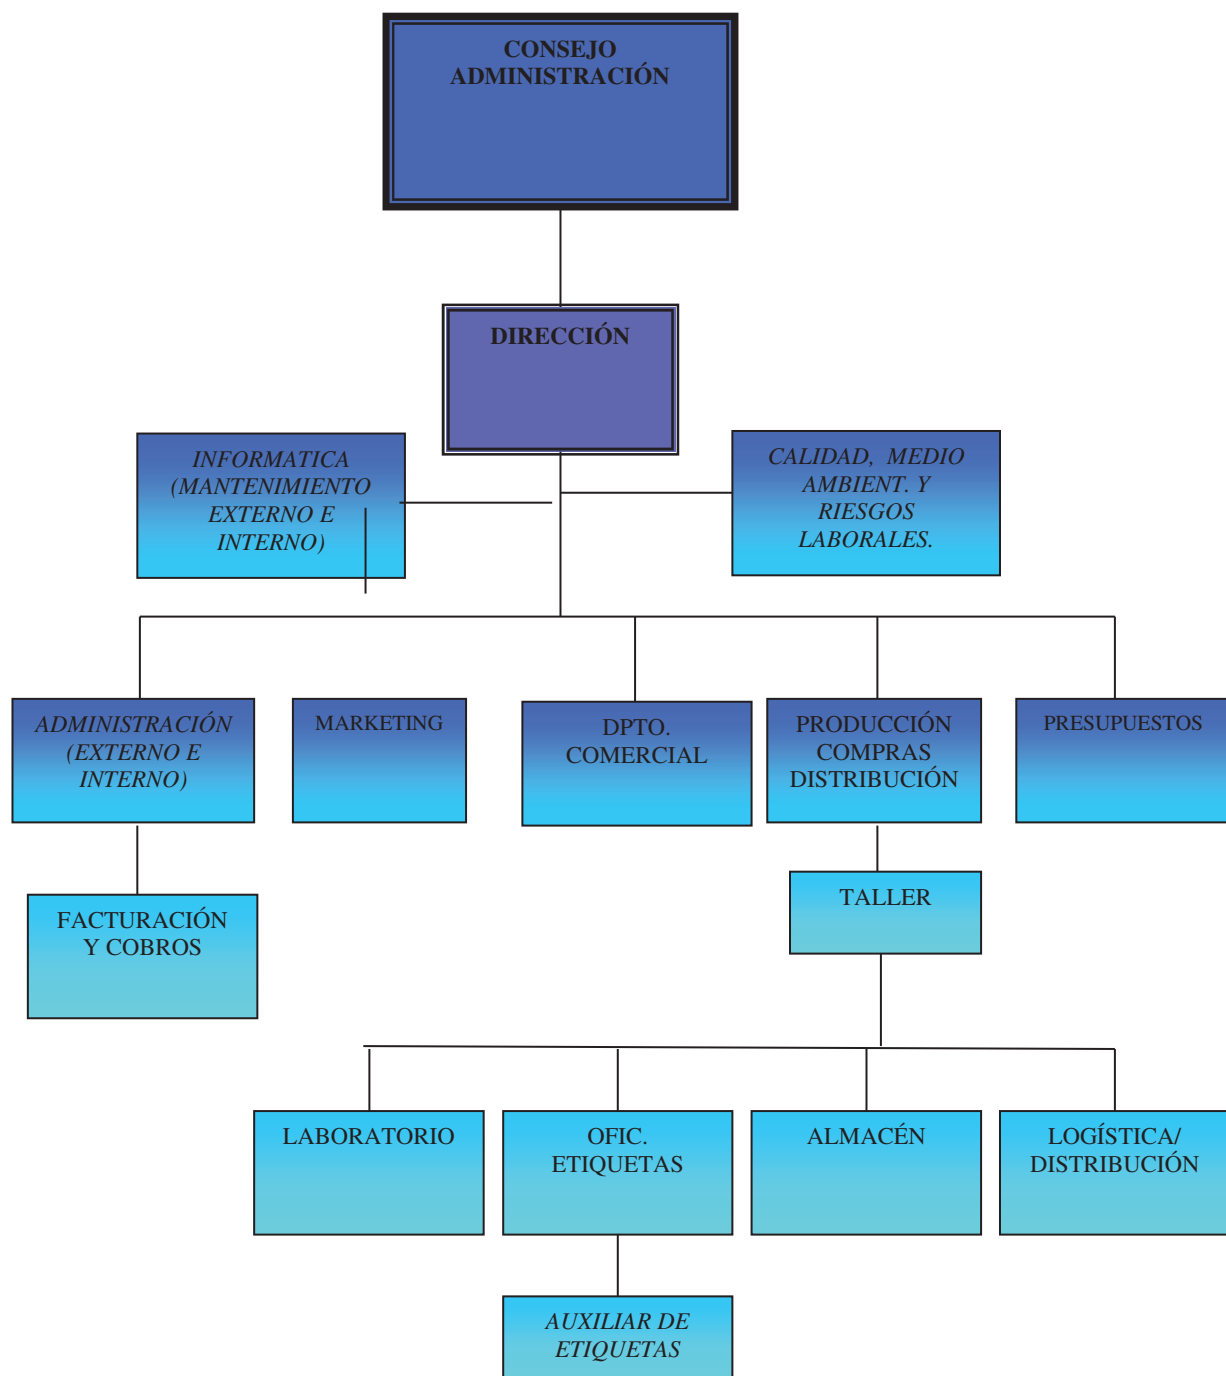 CONSEJO
ADMINISTRACIÓN
DIRECCIÓN
INFORMATICA
(MANTENIMIENTO
EXTERNO E
INTERNO)
CALIDAD, MEDIO
AMBIENT. Y
RIESGOS
LABORALES.
ADMINISTRACIÓN
(EXTERNO E
INTERNO)
MARKETING
DPTO.
COMERCIAL
PRODUCCIÓN
COMPRAS
DISTRIBUCIÓN
PRESUPUESTOS
FACTURACIÓN
Y COBROS
TALLER
LABORATORIO
OFIC.
ETIQUETAS
ALMACÉN
LOGÍSTICA/
DISTRIBUCIÓN
AUXILIAR DE
ETIQUETAS